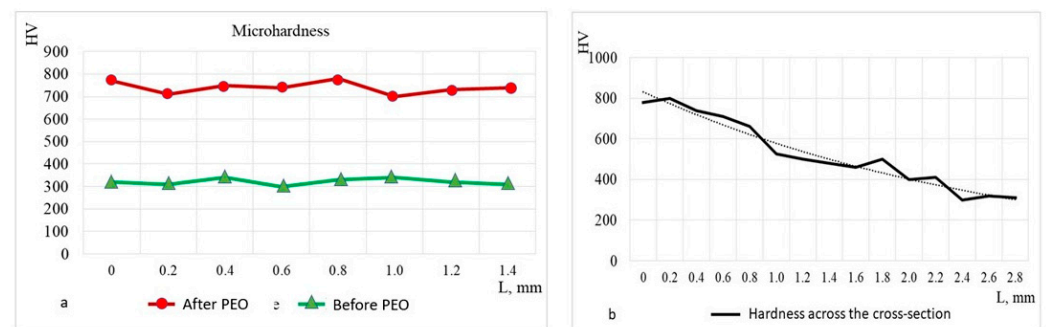 Microhardness
HV
900
800
700
600
500
400
300
200
100
0
0 0.2 0.4 0.6 0.8 1.0 1.2 1.4
L, mm
a After PEO e Before PEO
HV
1000
800
600
400
200
0
0 0.2 0.4 0.6 0.8 1.0 1.2 1.4 1.6 1.8 2.0 2.2 2.4 2.6 2.8
L, mm
b Hardness across the cross-section